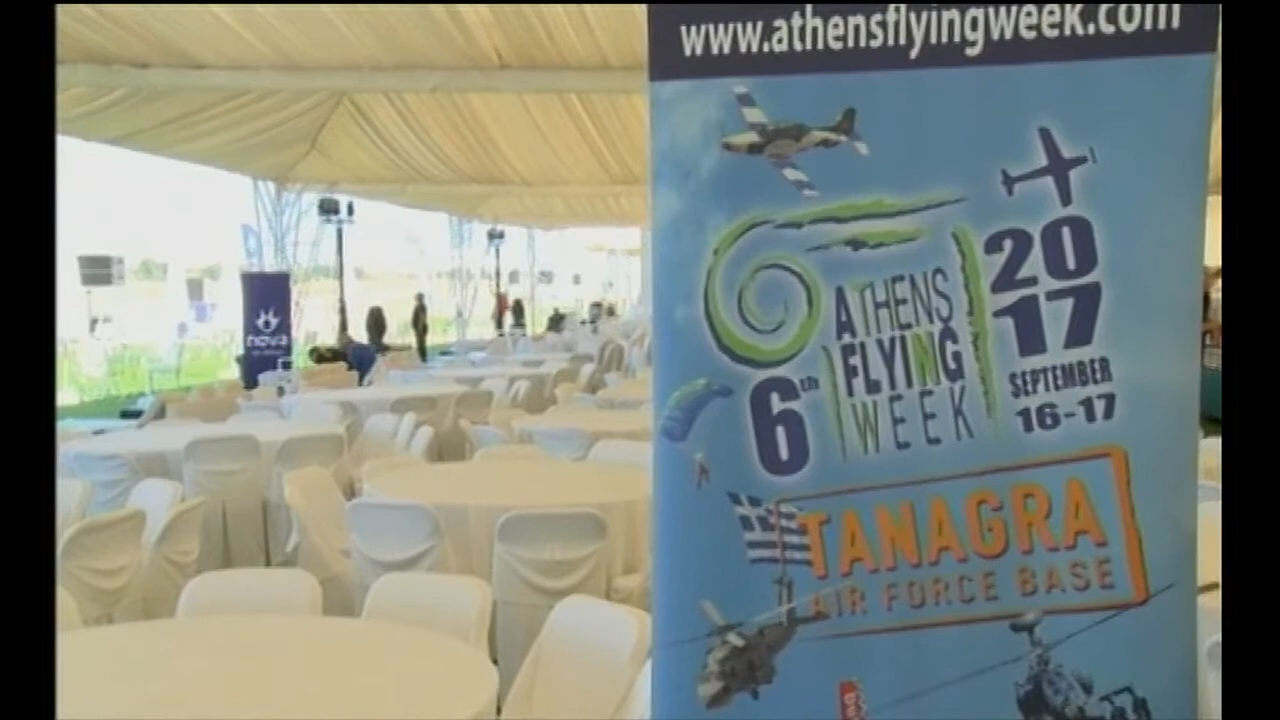 www.athensflyingweek.com
6th
ATHENS
FLYING
WEEK
2017
SEPTEMBER
16-17
TANAGRA
AIR FORCE BASE
nova